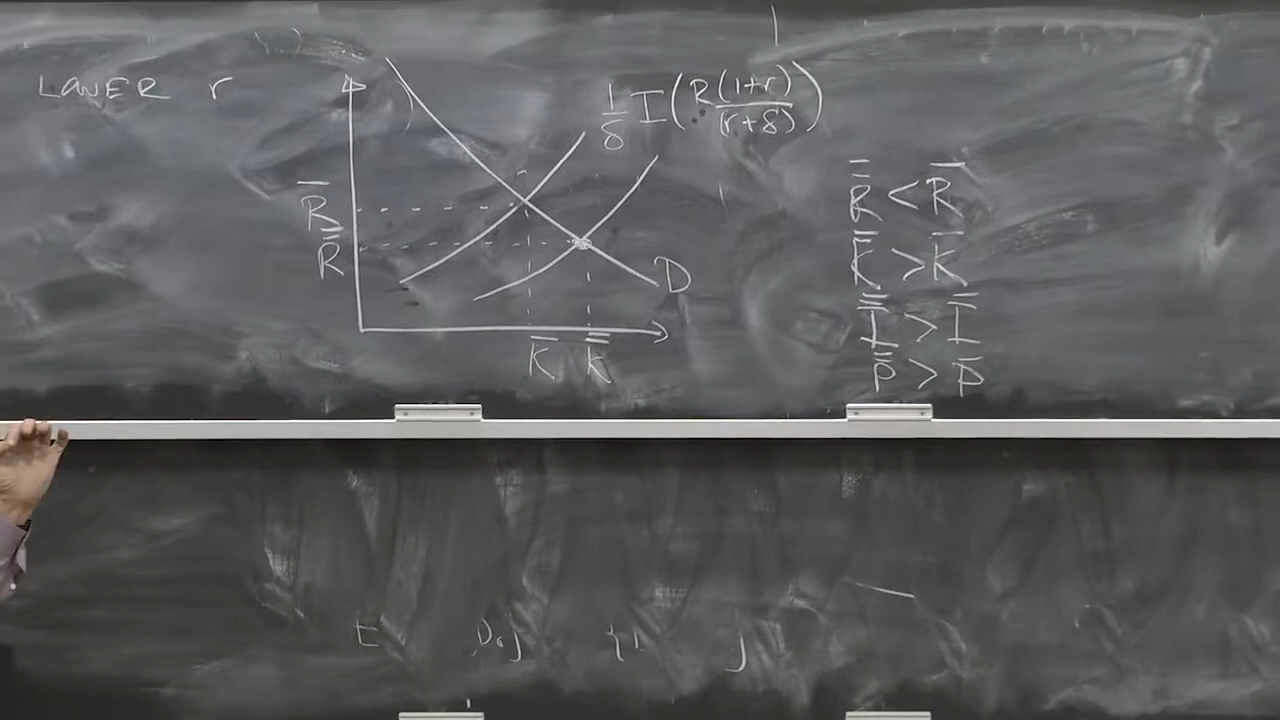 LOWER r
1/δ I(R(1+r)/(r+δ))
R̅
R̿
D
K̅ K̿
R̿ < R̅
K̿ > K̅
I̿ > I̅
P̿ > P̅